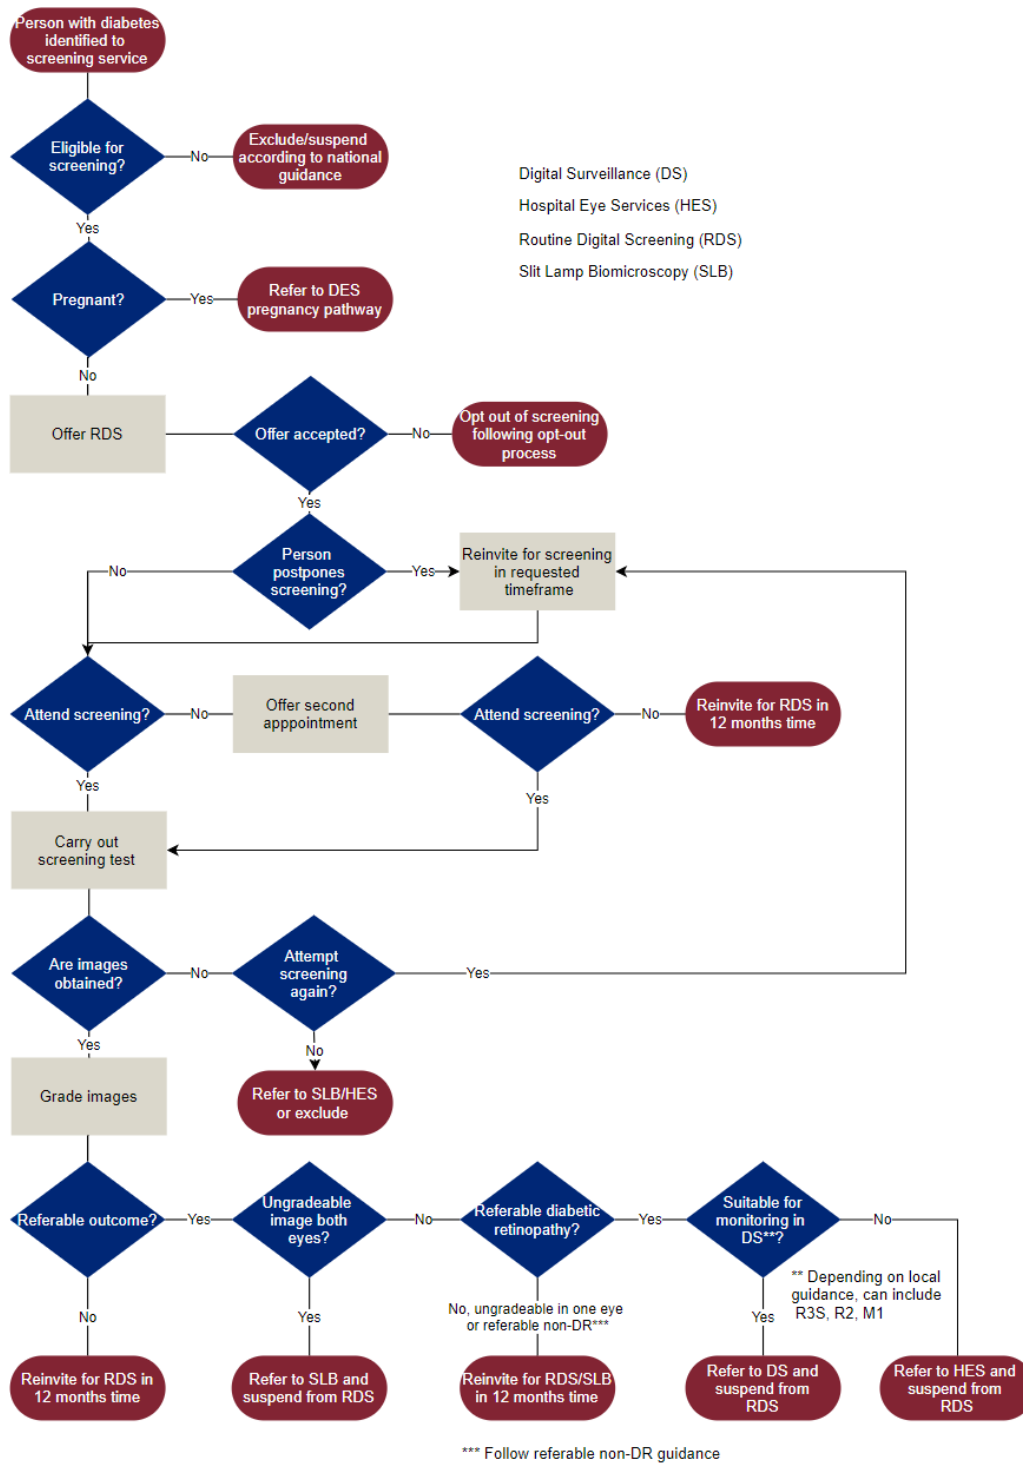 Person with diabetes
identified to
screening service
Eligible for
screening?
No
Exclude/suspend
according to national
guidance
Digital Surveillance (DS)
Hospital Eye Services (HES)
Routine Digital Screening (RDS)
Slit Lamp Biomicroscopy (SLB)
Yes
Pregnant?
Yes
Refer to DES
pregnancy pathway
No
Offer RDS
Offer accepted?
No
Opt out of screening
following opt-out
process
Yes
Person
postpones
screening?
No
Yes
Reinvite for screening
in requested
timeframe
Attend screening?
No
Offer second
apppointment
Attend screening?
No
Reinvite for RDS in
12 months time
Yes
Yes
Carry out
screening test
Are images
obtained?
No
Attempt
screening
again?
Yes
Yes
No
Grade images
Refer to SLB/HES
or exclude
Referable outcome?
Yes
Ungradeable
image both
eyes?
No
Referable diabetic
retinopathy?
Yes
Suitable for
monitoring in
DS**?
No
** Depending on local
guidance, can include
R3S, R2, M1
No
Yes
No, ungradeable in one eye
or referable non-DR***
Yes
Reinvite for RDS in
12 months time
Refer to SLB and
suspend from RDS
Reinvite for RDS/SLB
in 12 months time
Refer to DS and
suspend from
RDS
Refer to HES and
suspend from
RDS
*** Follow referable non-DR guidance